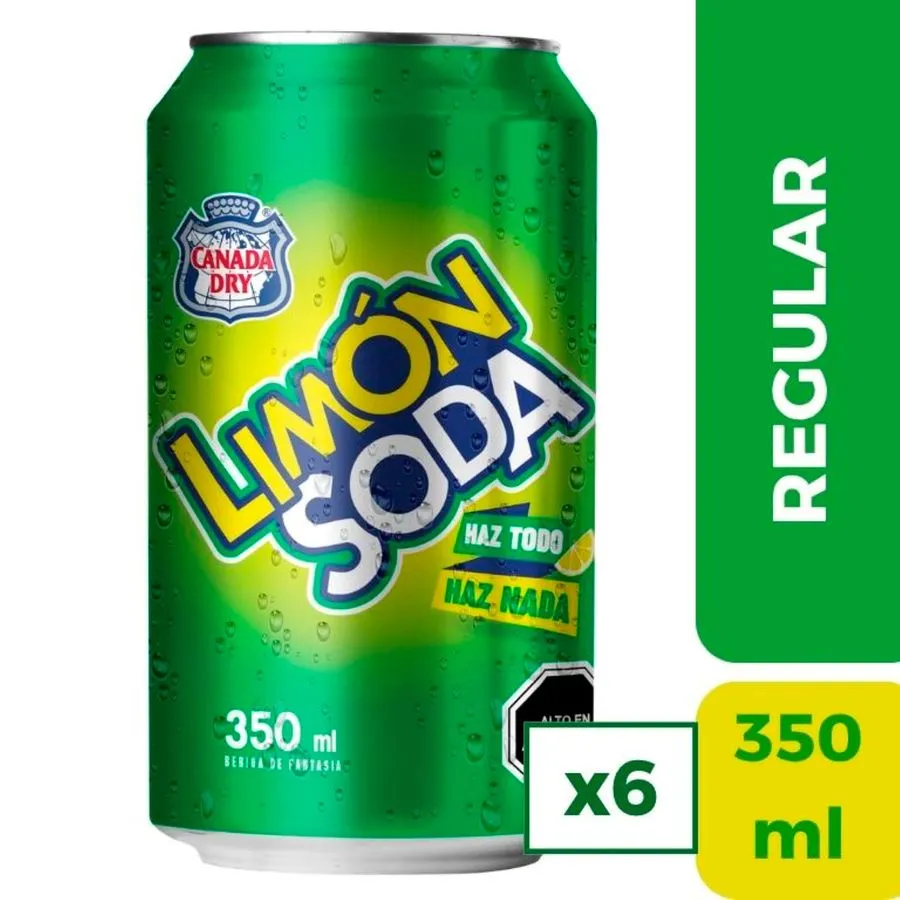 CANADA
DRY
®
LIMÓN
SODA
HAZ TODO
HAZ NADA
350 ml
BEBIDA DE FANTASIA
ALTO EN
x6
REGULAR
350
ml